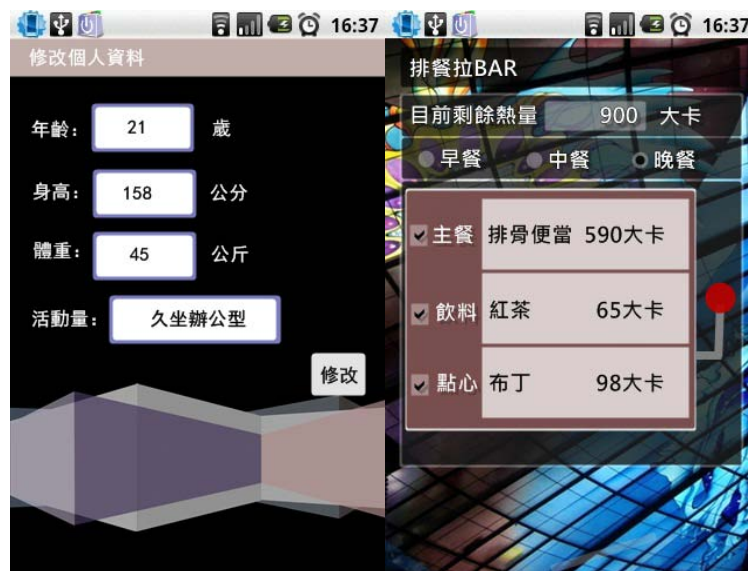 16:37
修改個人資料
年齡： 21 歲
身高： 158 公分
體重： 45 公斤
活動量： 久坐辦公型
修改
16:37
排餐拉BAR
目前剩餘熱量 900 大卡
早餐 中餐 晚餐
主餐 排骨便當 590大卡
飲料 紅茶 65大卡
點心 布丁 98大卡